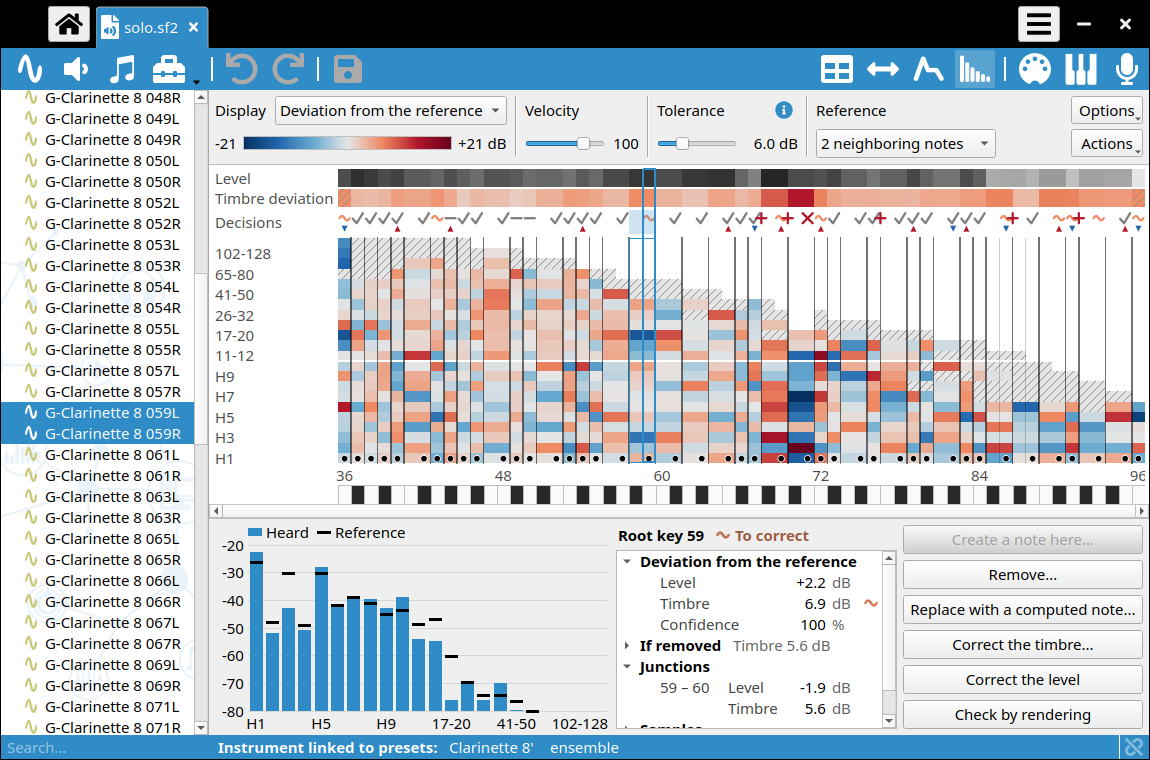 solo.sf2
G-Clarinette 8 048R
G-Clarinette 8 049L
G-Clarinette 8 049R
G-Clarinette 8 050L
G-Clarinette 8 050R
G-Clarinette 8 052L
G-Clarinette 8 052R
G-Clarinette 8 053L
G-Clarinette 8 053R
G-Clarinette 8 054L
G-Clarinette 8 054R
G-Clarinette 8 055L
G-Clarinette 8 055R
G-Clarinette 8 057L
G-Clarinette 8 057R
G-Clarinette 8 059L
G-Clarinette 8 059R
G-Clarinette 8 061L
G-Clarinette 8 061R
G-Clarinette 8 063L
G-Clarinette 8 063R
G-Clarinette 8 065L
G-Clarinette 8 065R
G-Clarinette 8 066L
G-Clarinette 8 066R
G-Clarinette 8 067L
G-Clarinette 8 067R
G-Clarinette 8 069L
G-Clarinette 8 069R
G-Clarinette 8 071L
G-Clarinette 8 071R
Search...
Display Deviation from the reference
-21 +21 dB
Velocity
100
Tolerance
6.0 dB
Reference
2 neighboring notes
Options
Actions
Level
Timbre deviation
Decisions
102-128
65-80
41-50
26-32
17-20
11-12
H9
H7
H5
H3
H1
36 48 60 72 84 96
Heard Reference
-20
-30
-40
-50
-60
-70
-80
H1 H5 H9 17-20 41-50 102-128
Root key 59 To correct
Deviation from the reference
Level +2.2 dB
Timbre 6.9 dB
Confidence 100 %
If removed Timbre 5.6 dB
Junctions
59 – 60 Level -1.9 dB
Timbre 5.6 dB
Create a note here...
Remove...
Replace with a computed note...
Correct the timbre...
Correct the level
Check by rendering
Instrument linked to presets: Clarinette 8' ensemble